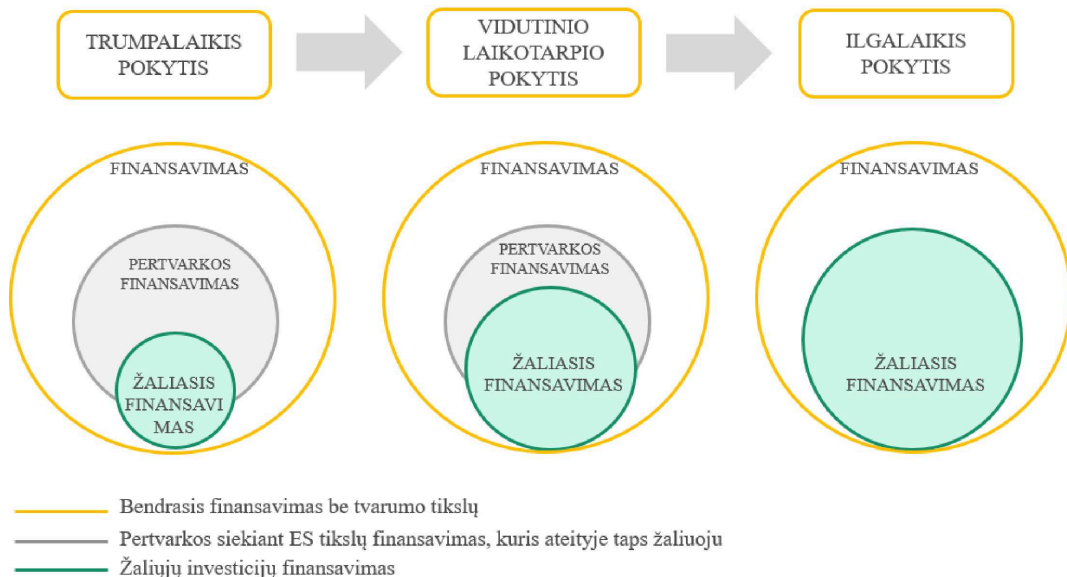 TRUMPALAIKIS
POKYTIS
VIDUTINIO
LAIKOTARPIO
POKYTIS
ILGALAIKIS
POKYTIS
FINANSAVIMAS
PERTVARKOS
FINANSAVIMAS
ŽALIASIS
FINANSAVI
MAS
FINANSAVIMAS
PERTVARKOS
FINANSAVIMAS
ŽALIASIS
FINANSAVIMAS
FINANSAVIMAS
ŽALIASIS
FINANSAVIMAS
Bendrasis finansavimas be tvarumo tikslų
Pertvarkos siekiant ES tikslų finansavimas, kuris ateityje taps žaliuoju
Žaliųjų investicijų finansavimas